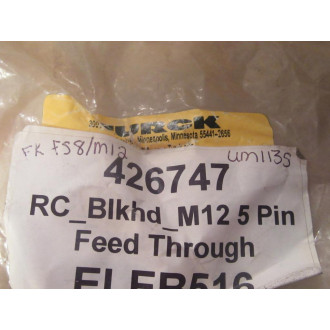 TURCK
Minneapolis, Minnesota 55441-2656
FK FS8/M12
um1135
426747
RC_Blkhd_M12 5 Pin
Feed Through